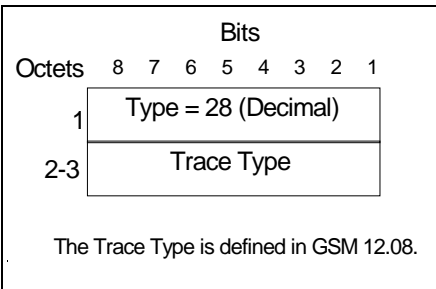 Bits
Octets 8 7 6 5 4 3 2 1
1 Type = 28 (Decimal)
2-3 Trace Type
The Trace Type is defined in GSM 12.08.